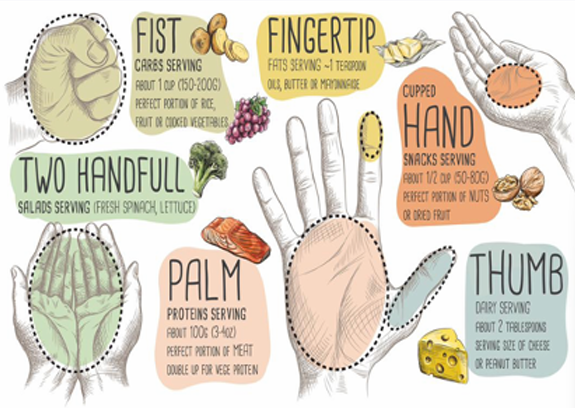 FIST
CARBS SERVING
ABOUT 1 CUP (150-200G)
PERFECT PORTION OF RICE,
FRUIT OR COOKED VEGETABLES
FINGERTIP
FATS SERVING ~1 TEASPOON
OILS, BUTTER OR MAYONNAISE
CUPPED
HAND
SNACKS SERVING
ABOUT 1/2 CUP (50-80G)
PERFECT PORTION OF NUTS
OR DRIED FRUIT
TWO HANDFULL
SALADS SERVING (FRESH SPINACH, LETTUCE)
PALM
PROTEINS SERVING
ABOUT 100G (3-4OZ)
PERFECT PORTION OF MEAT
DOUBLE UP FOR VEGE PROTEIN
THUMB
DAIRY SERVING
ABOUT 2 TABLESPOONS
SERVING SIZE OF CHEESE
OR PEANUT BUTTER